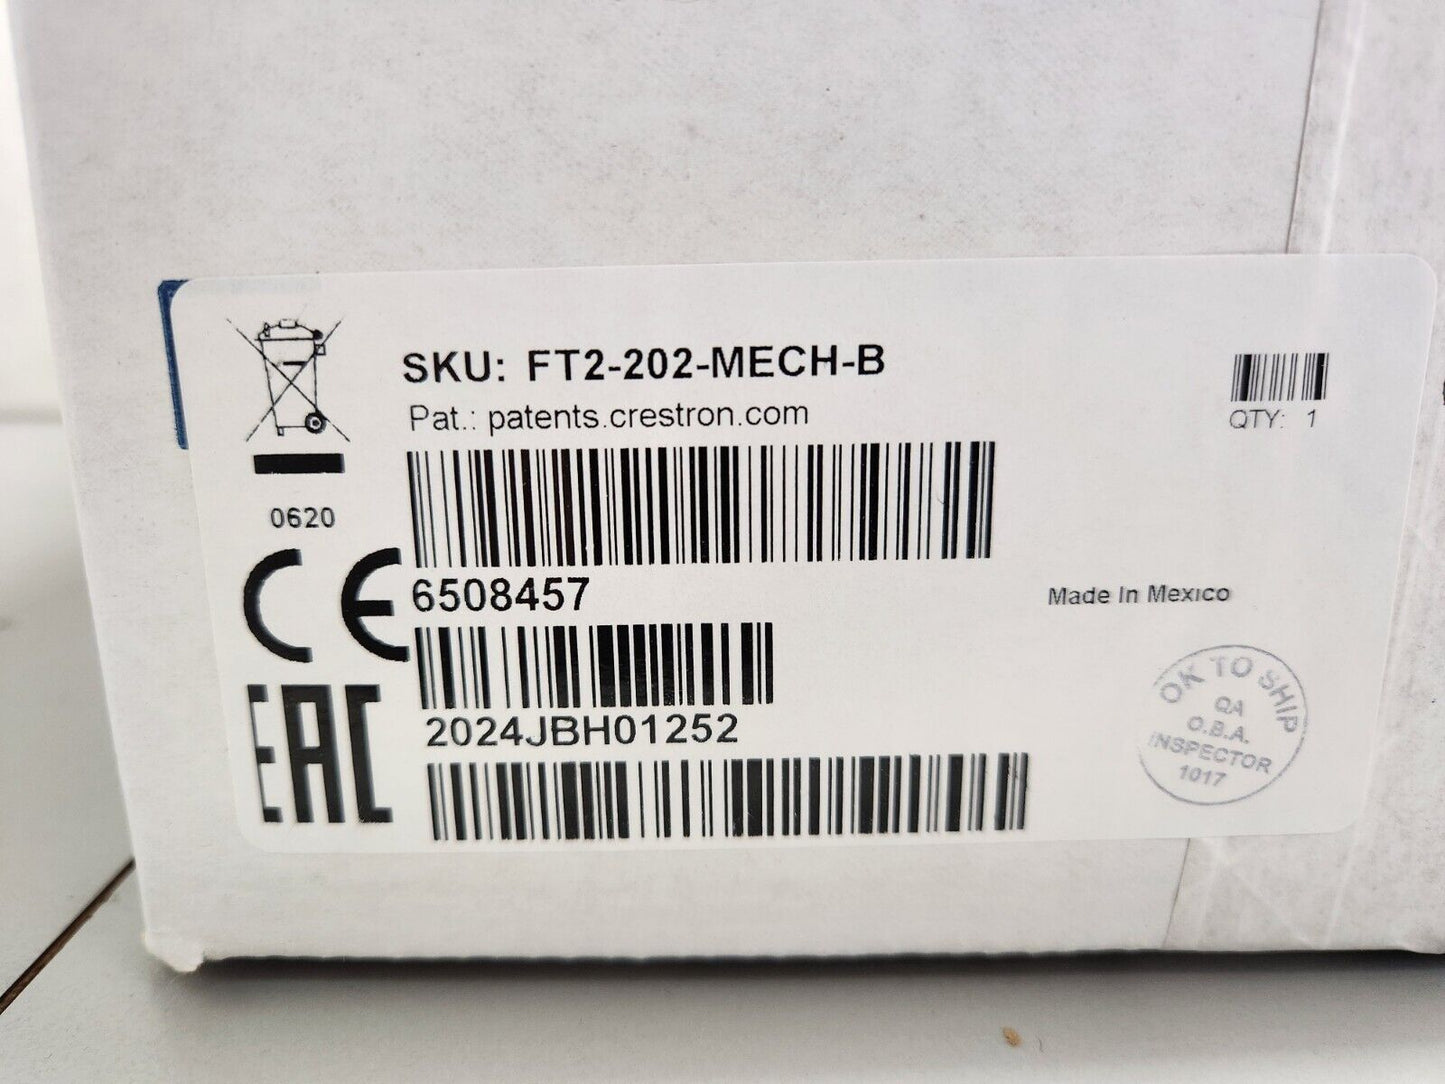 SKU: FT2-202-MECH-B
Pat.: patents.crestron.com
QTY: 1
0620
CE
6508457
Made In Mexico
EAC
2024JBH01252
OK TO SHIP
QA
O.B.A.
INSPECTOR
1017